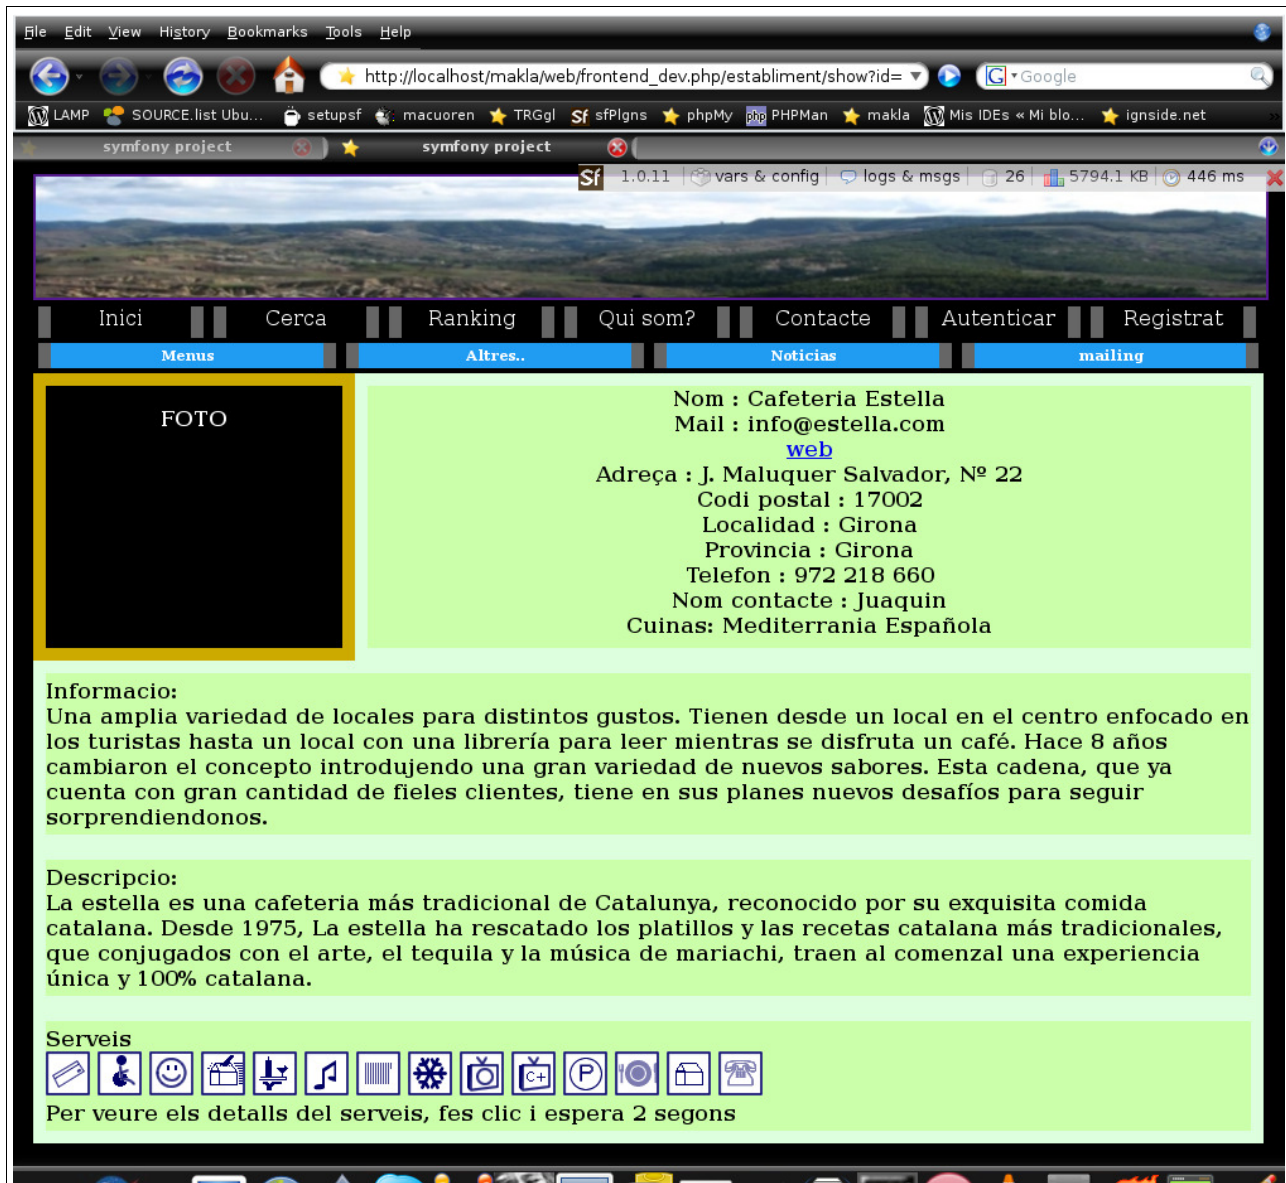 File Edit View History Bookmarks Tools Help
http://localhost/makla/web/frontend_dev.php/establiment/show?id= G Google
LAMP SOURCE.list Ubu... setupsf macuoren TRGgl Sf sfPlgns phpMy php PHPMan makla Mis IDEs « Mi blo... ignside.net »
symfony project symfony project
Sf 1.0.11 vars & config logs & msgs 26 5794.1 KB 446 ms
Inici Cerca Ranking Qui som? Contacte Autenticar Registrat
Menus Altres.. Noticias mailing
FOTO
Nom : Cafeteria Estella
Mail : info@estella.com
web
Adreça : J. Maluquer Salvador, Nº 22
Codi postal : 17002
Localidad : Girona
Provincia : Girona
Telefon : 972 218 660
Nom contacte : Juaquin
Cuinas: Mediterrania Española
Informacio:
Una amplia variedad de locales para distintos gustos. Tienen desde un local en el centro enfocado en
los turistas hasta un local con una librería para leer mientras se disfruta un café. Hace 8 años
cambiaron el concepto introdujendo una gran variedad de nuevos sabores. Esta cadena, que ya
cuenta con gran cantidad de fieles clientes, tiene en sus planes nuevos desafíos para seguir
sorprendiendonos.
Descripcio:
La estella es una cafeteria más tradicional de Catalunya, reconocido por su exquisita comida
catalana. Desde 1975, La estella ha rescatado los platillos y las recetas catalana más tradicionales,
que conjugados con el arte, el tequila y la música de mariachi, traen al comenzal una experiencia
única y 100% catalana.
Serveis
C+ P
Per veure els detalls del serveis, fes clic i espera 2 segons